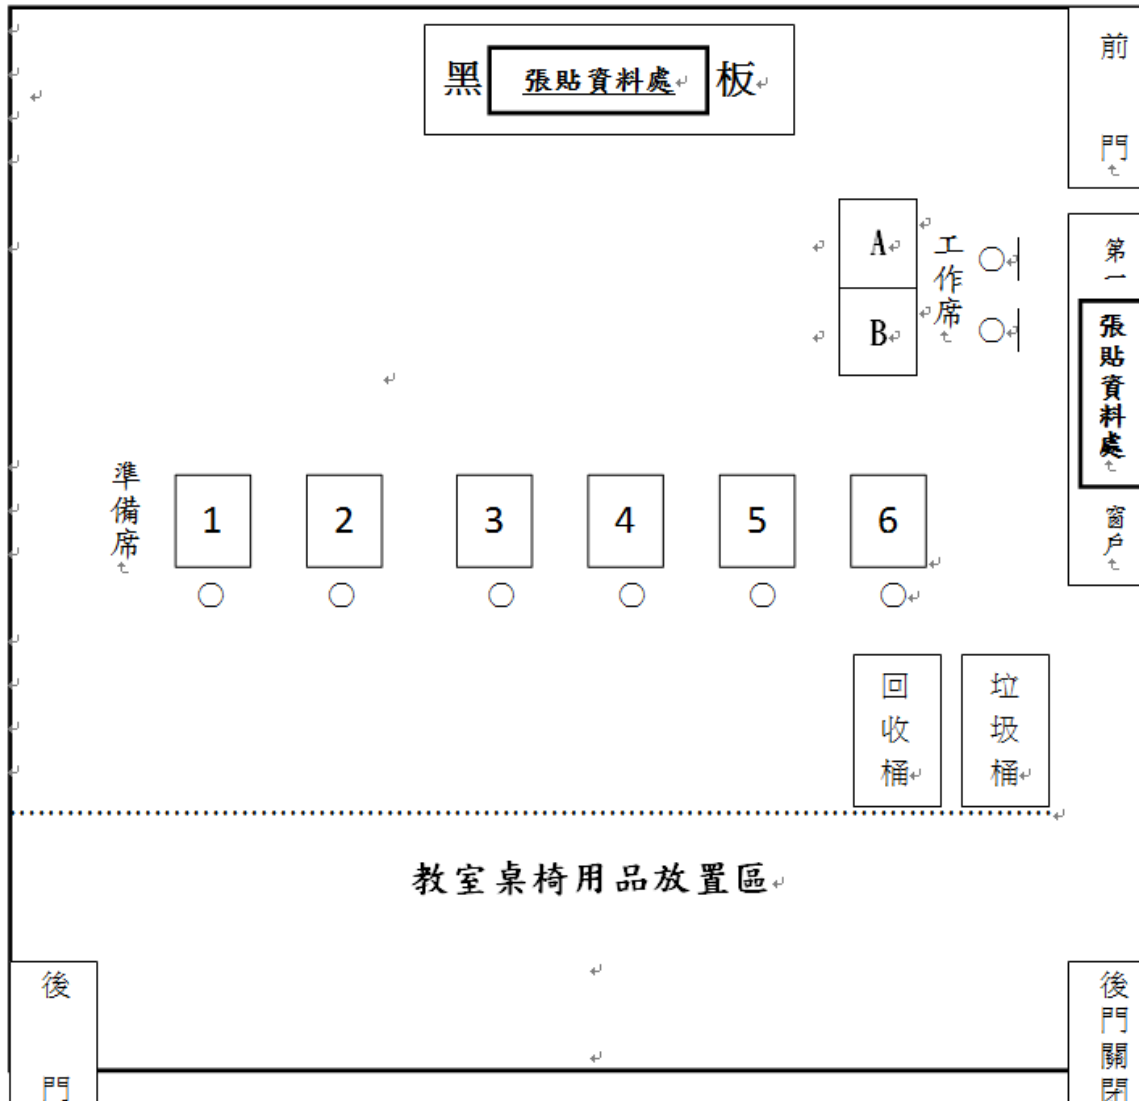 黑 張貼資料處 板
前門
A
B
工作席
○
○
第一
張貼資料處
窗戶
準備席
1 2 3 4 5 6
○ ○ ○ ○ ○ ○
回收桶
垃圾桶
教室桌椅用品放置區
後門
後門關閉